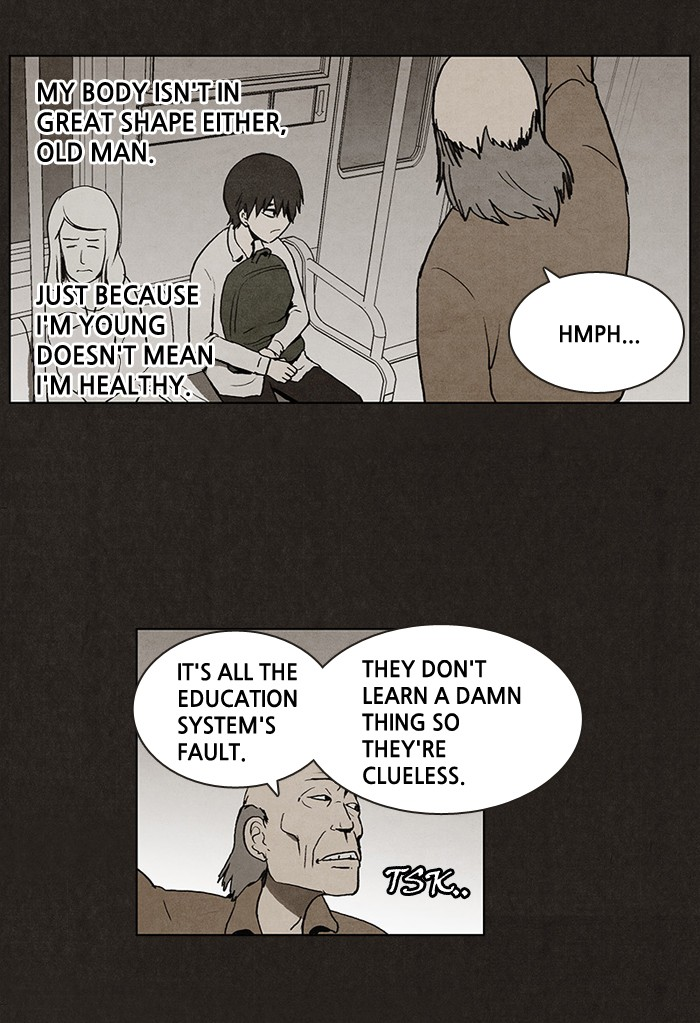 MY BODY ISN'T IN
GREAT SHAPE EITHER,
OLD MAN.
JUST BECAUSE
I'M YOUNG
DOESN'T MEAN
I'M HEALTHY.
HMPH...
IT'S ALL THE
EDUCATION
SYSTEM'S
FAULT.
THEY DON'T
LEARN A DAMN
THING SO
THEY'RE
CLUELESS.
TSK..